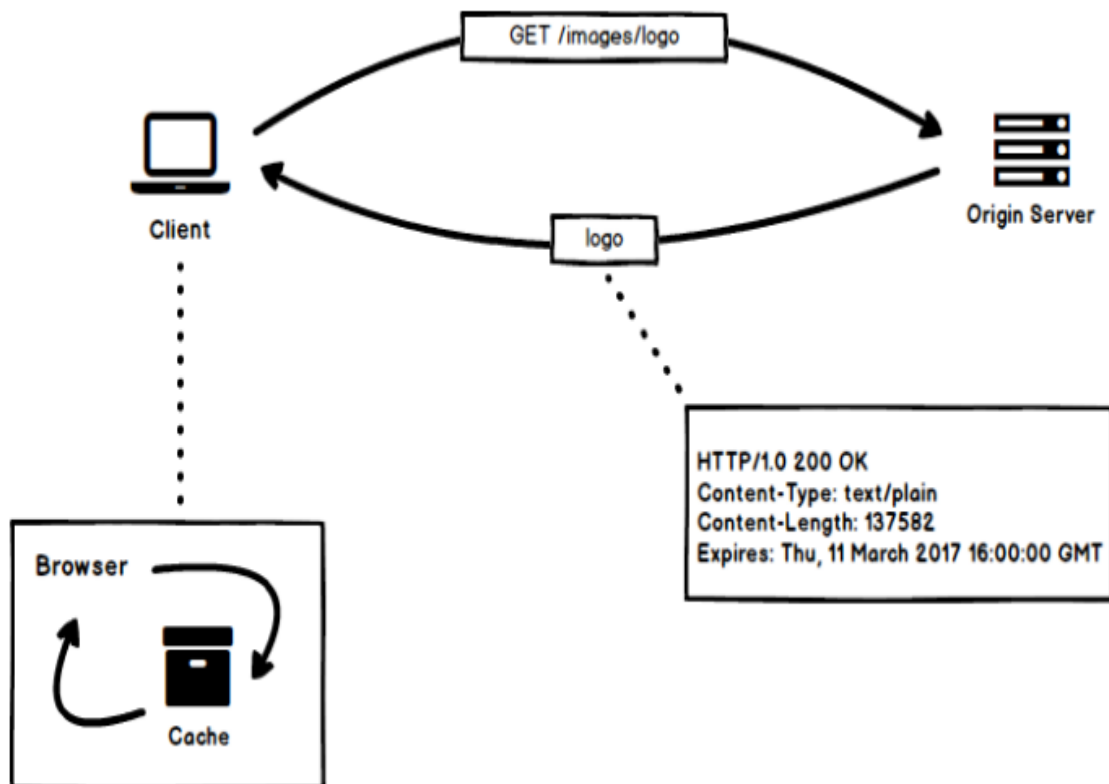 GET /images/logo
Client
Origin Server
logo
HTTP/1.0 200 OK
Content-Type: text/plain
Content-Length: 137582
Expires: Thu, 11 March 2017 16:00:00 GMT
Browser
Cache